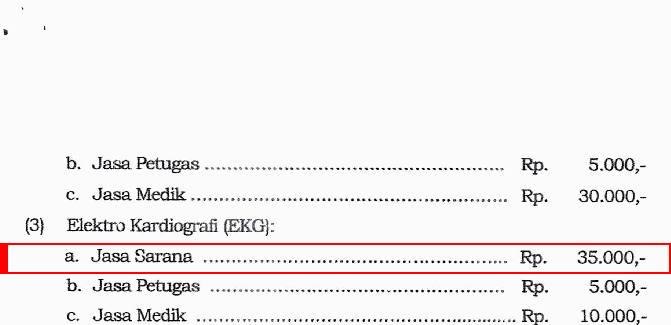 b. Jasa Petugas ................................................ Rp. 5.000,-
c. Jasa Medik .................................................. Rp. 30.000,-
(3) Elektro Kardiografi (EKG):
a. Jasa Sarana ................................................ Rp. 35.000,-
b. Jasa Petugas .............................................. Rp. 5.000,-
c. Jasa Medik ................................................. Rp. 10.000,-